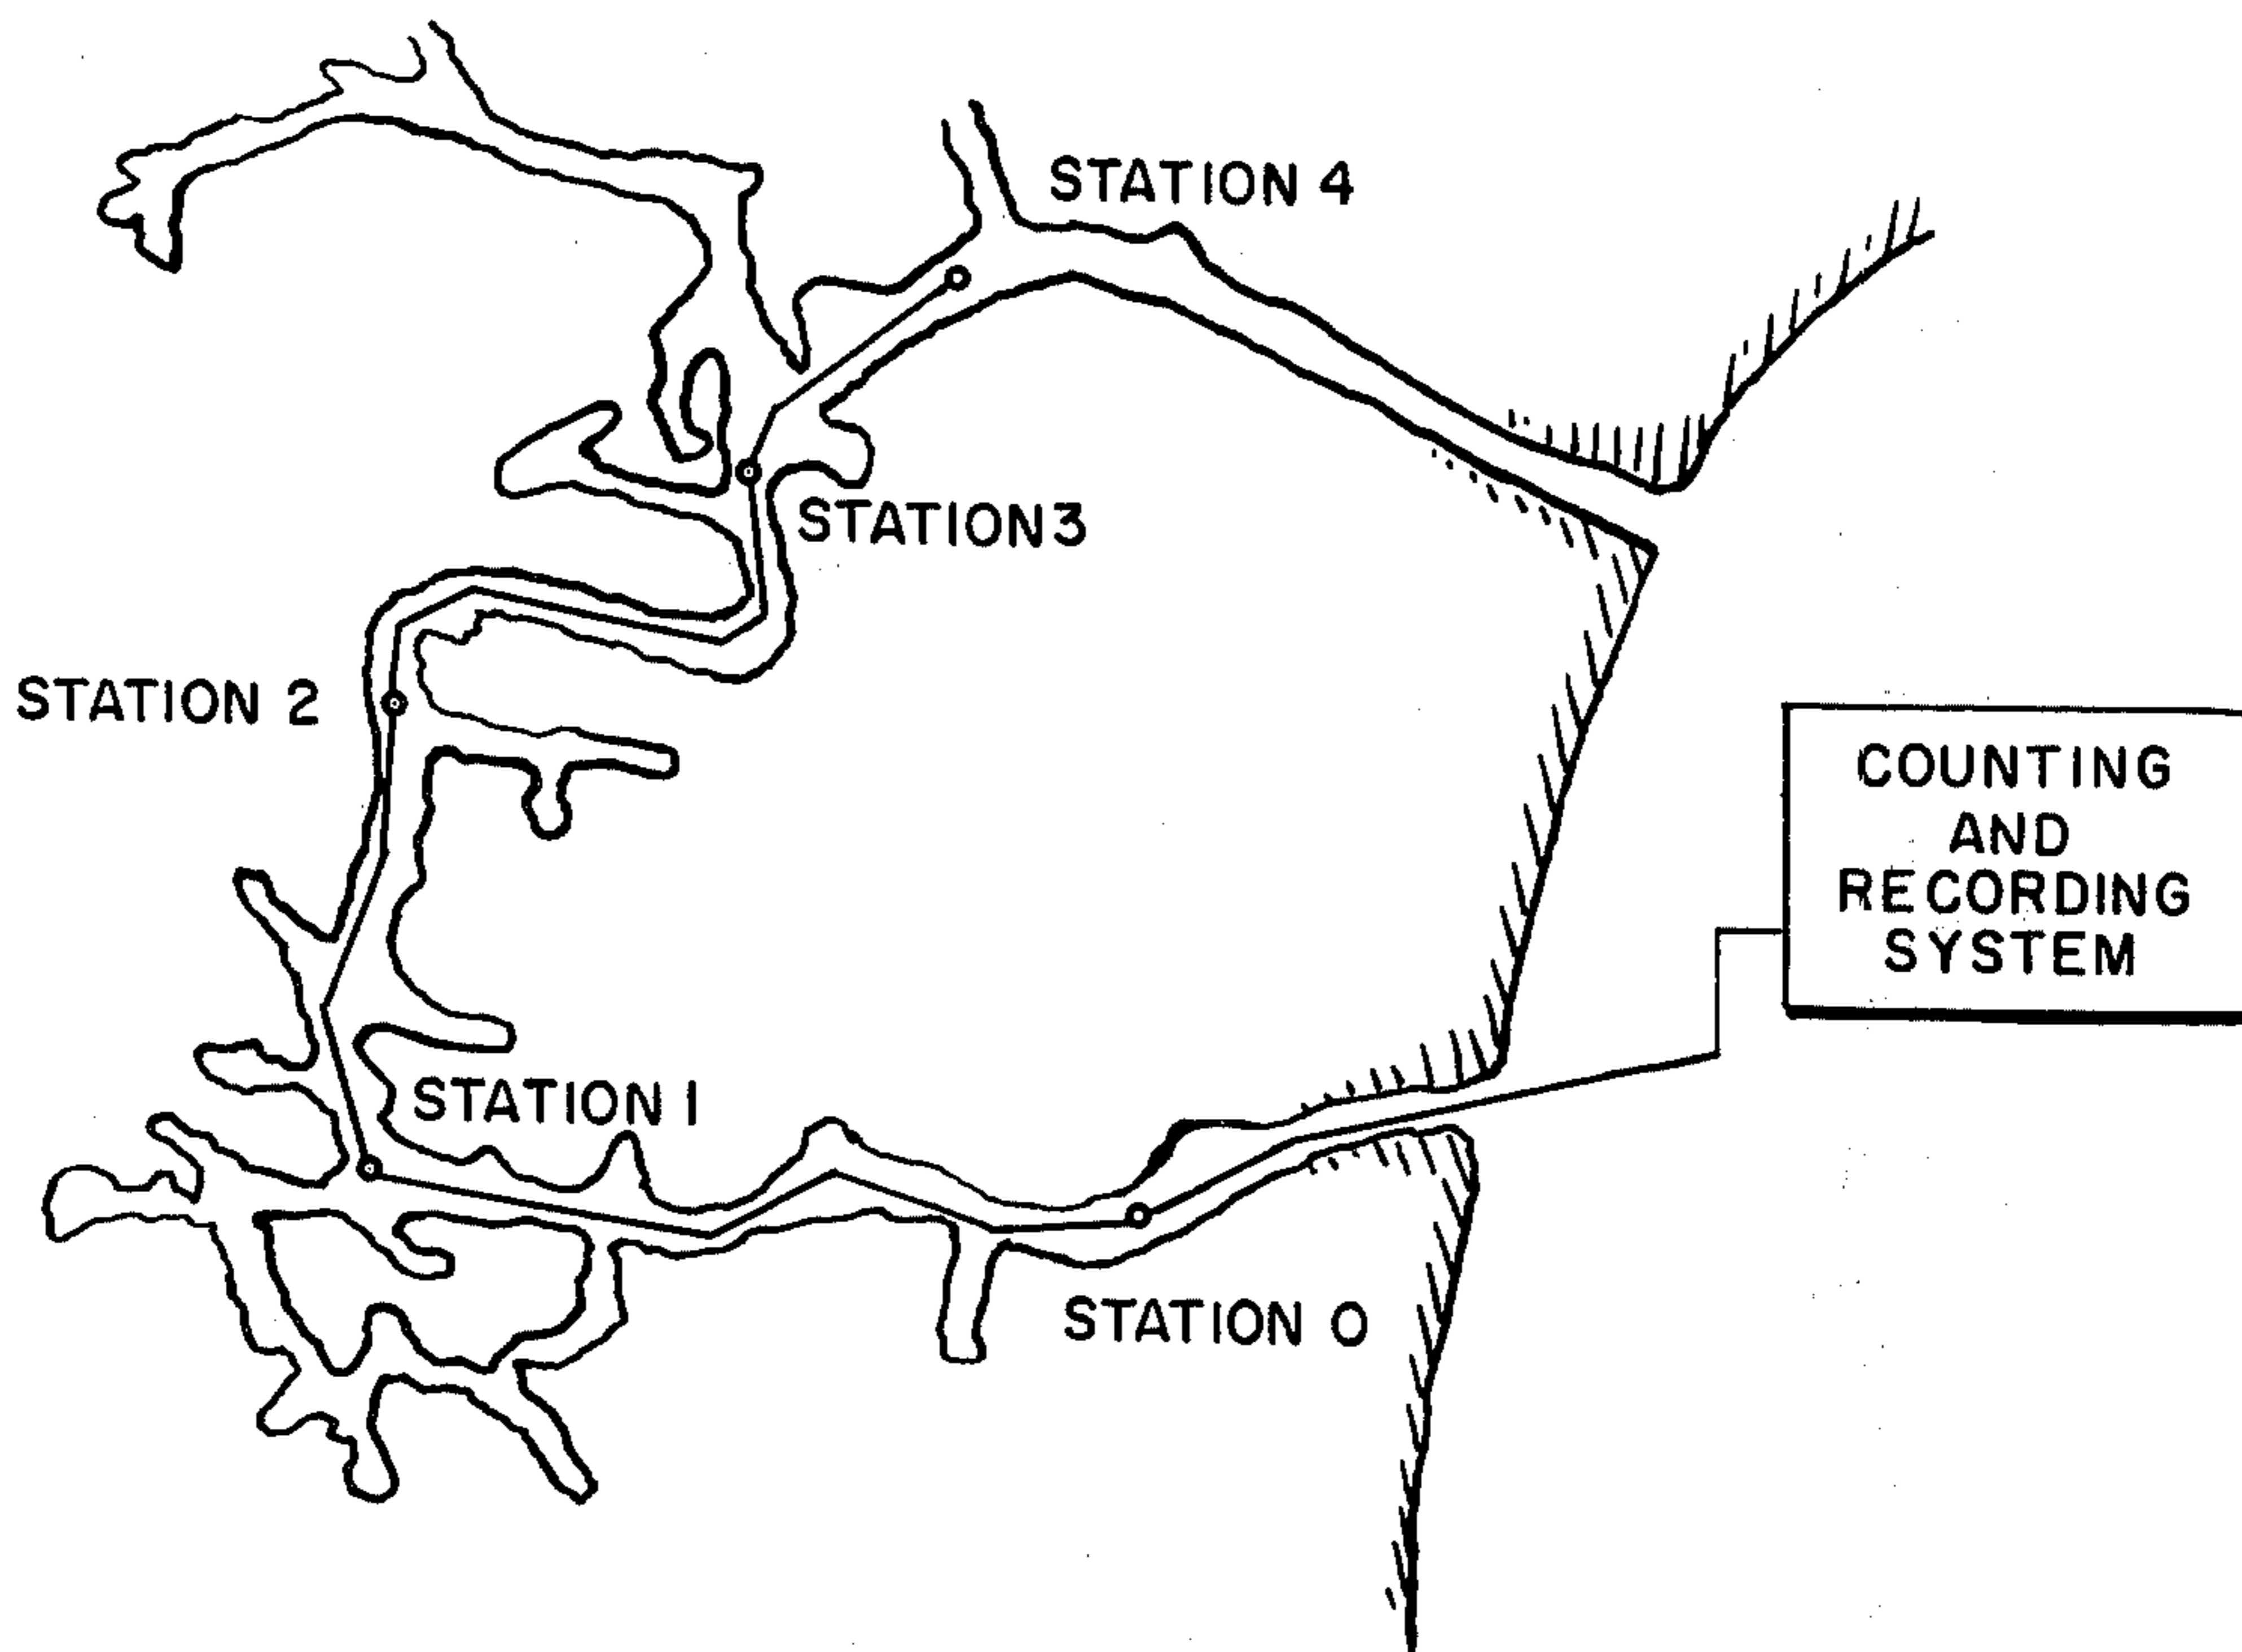 STATION 4
STATION 3
STATION 2
COUNTING
AND
RECORDING
SYSTEM
STATION 1
STATION 0